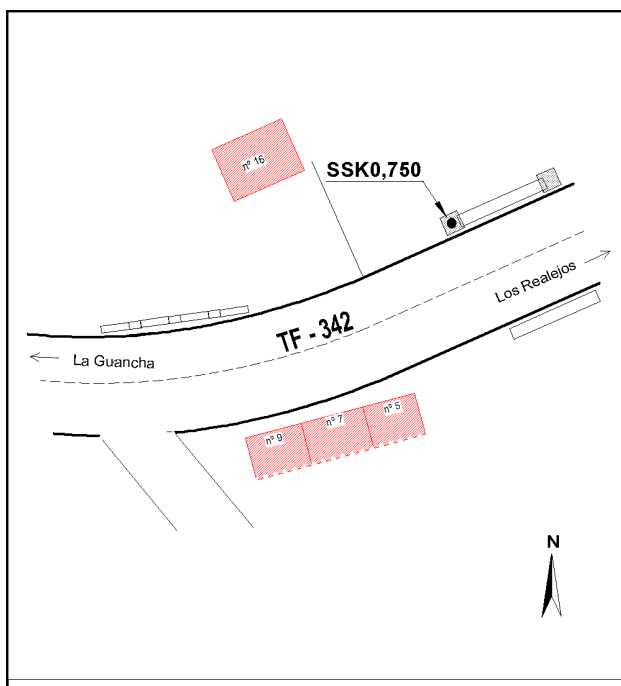 nº 16
SSK0,750
Los Realejos
TF - 342
La Guancha
nº 5
nº 7
nº 9
N